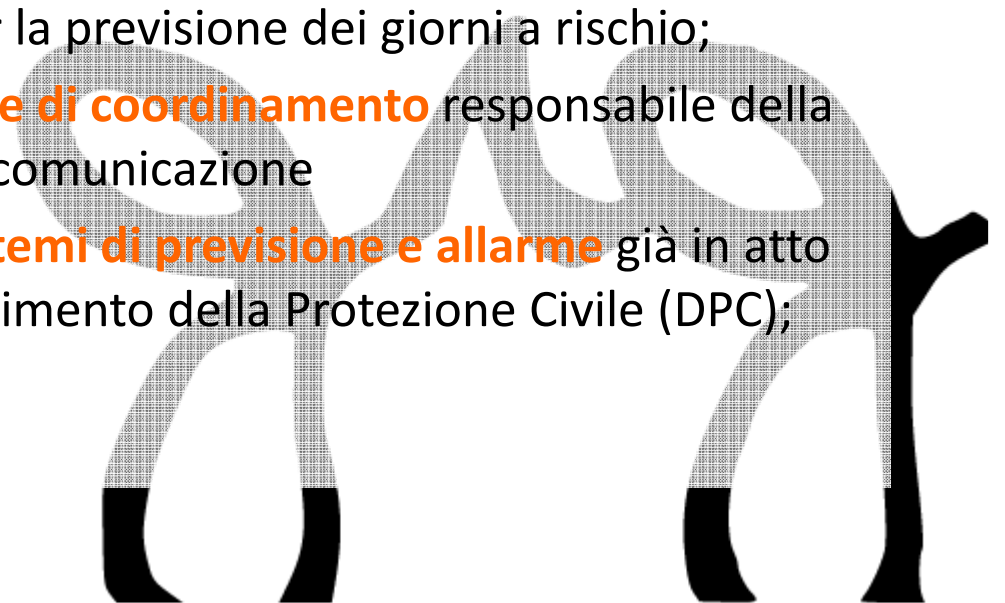 r la previsione dei giorni a rischio;
e di coordinamento responsabile della
comunicazione
temi di previsione e allarme già in atto
imento della Protezione Civile (DPC);